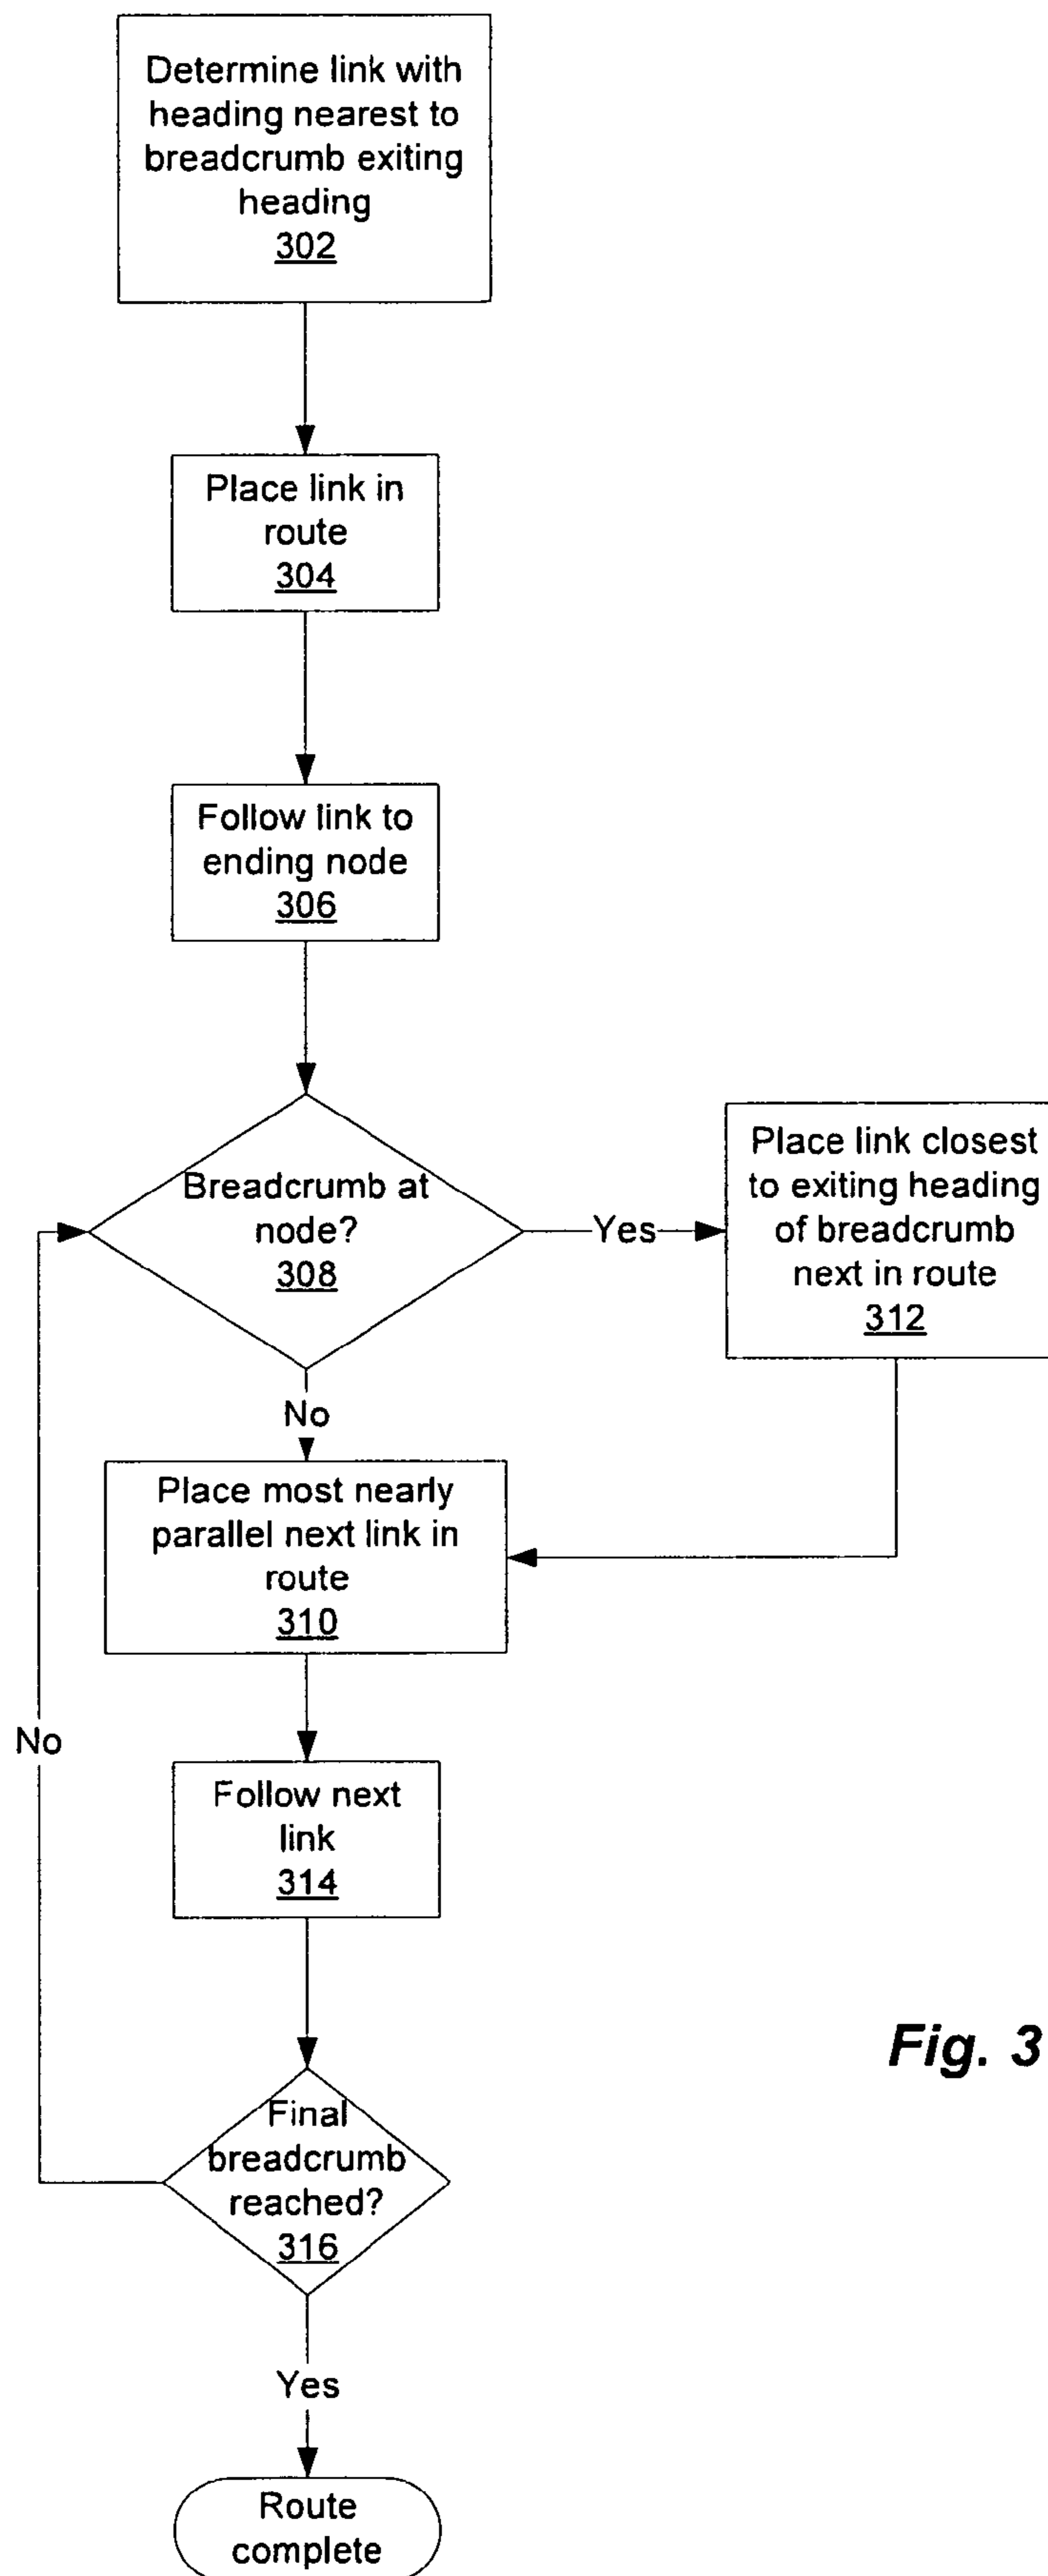 Determine link with
heading nearest to
breadcrumb exiting
heading
302
Place link in
route
304
Follow link to
ending node
306
Breadcrumb at
node?
308
Yes
Place link closest
to exiting heading
of breadcrumb
next in route
312
No
Place most nearly
parallel next link in
route
310
No
Follow next
link
314
Fig. 3
Final
breadcrumb
reached?
316
Yes
Route
complete